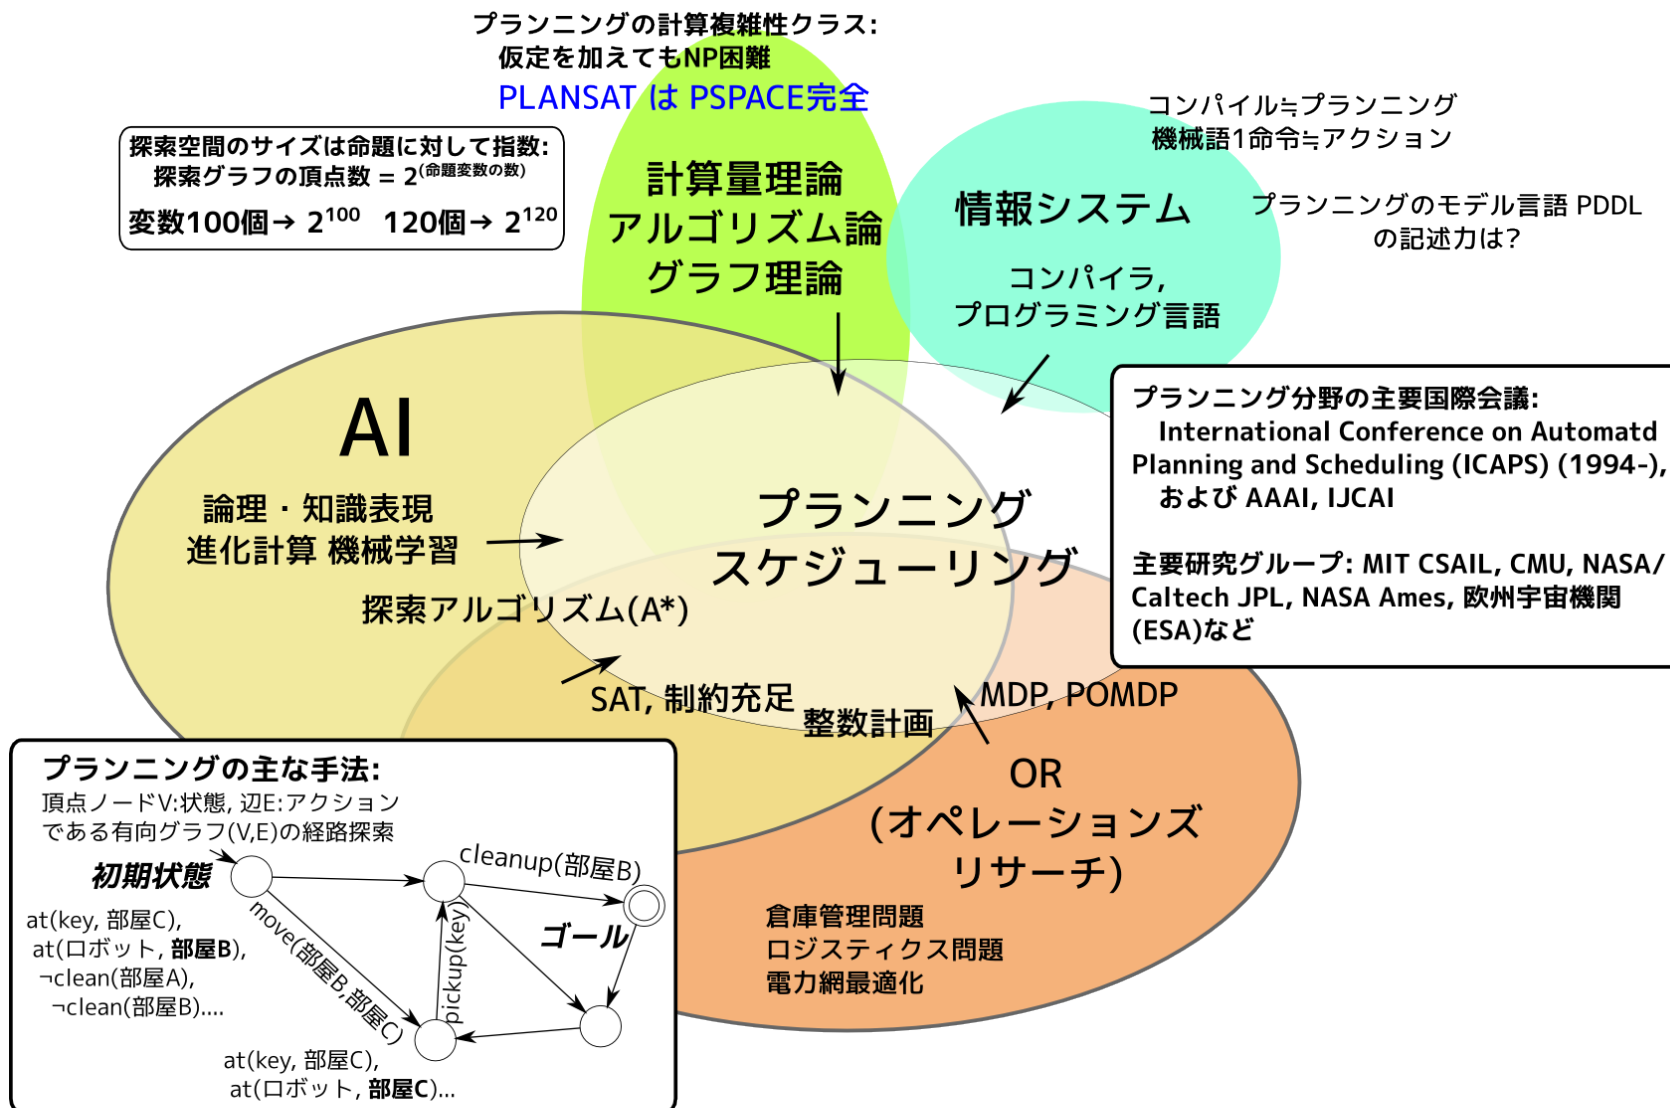 プランニングの計算複雑性クラス:
仮定を加えてもNP困難
PLANSAT は PSPACE完全
探索空間のサイズは命題に対して指数:
探索グラフの頂点数 = 2^(命題変数の数)
変数100個→ 2^100 120個→ 2^120
計算量理論
アルゴリズム論
グラフ理論
コンパイル≒プランニング
機械語1命令≒アクション
情報システム
プランニングのモデル言語 PDDL
の記述力は?
コンパイラ,
プログラミング言語
AI
論理・知識表現
進化計算 機械学習
探索アルゴリズム(A*)
プランニング
スケジューリング
プランニング分野の主要国際会議:
International Conference on Automatd
Planning and Scheduling (ICAPS) (1994-),
および AAAI, IJCAI
主要研究グループ: MIT CSAIL, CMU, NASA/
Caltech JPL, NASA Ames, 欧州宇宙機関
(ESA)など
SAT, 制約充足
整数計画
MDP, POMDP
OR
(オペレーションズ
リサーチ)
倉庫管理問題
ロジスティクス問題
電力網最適化
プランニングの主な手法:
頂点ノードV:状態, 辺E:アクション
である有向グラフ(V,E)の経路探索
初期状態
cleanup(部屋B)
move(部屋B,部屋C)
pickup(key)
ゴール
at(key, 部屋C),
at(ロボット, 部屋B),
¬clean(部屋A),
¬clean(部屋B)....
at(key, 部屋C),
at(ロボット, 部屋C)...